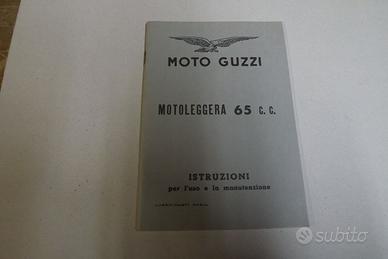 MOTO GUZZI
MOTOLEGGERA 65 C. C.
ISTRUZIONI
per l'uso e la manutenzione
subito